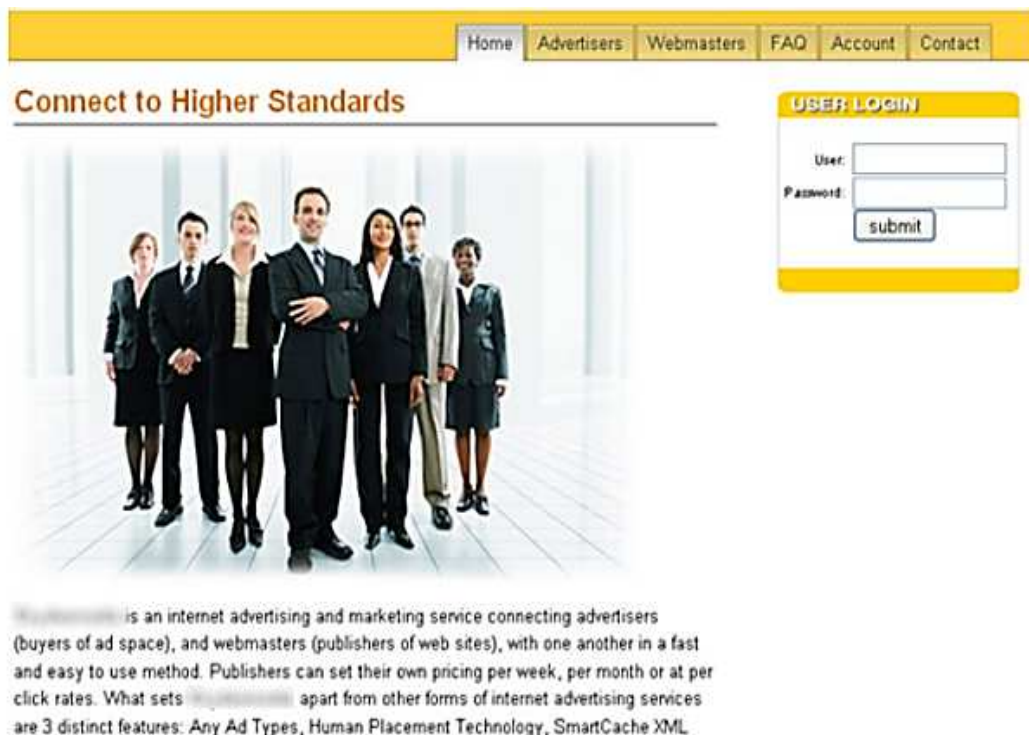 Home Advertisers Webmasters FAQ Account Contact
Connect to Higher Standards
USER LOGIN
User:
Password:
submit
is an internet advertising and marketing service connecting advertisers
(buyers of ad space), and webmasters (publishers of web sites), with one another in a fast
and easy to use method. Publishers can set their own pricing per week, per month or at per
click rates. What sets apart from other forms of internet advertising services
are 3 distinct features: Any Ad Types, Human Placement Technology, SmartCache XML